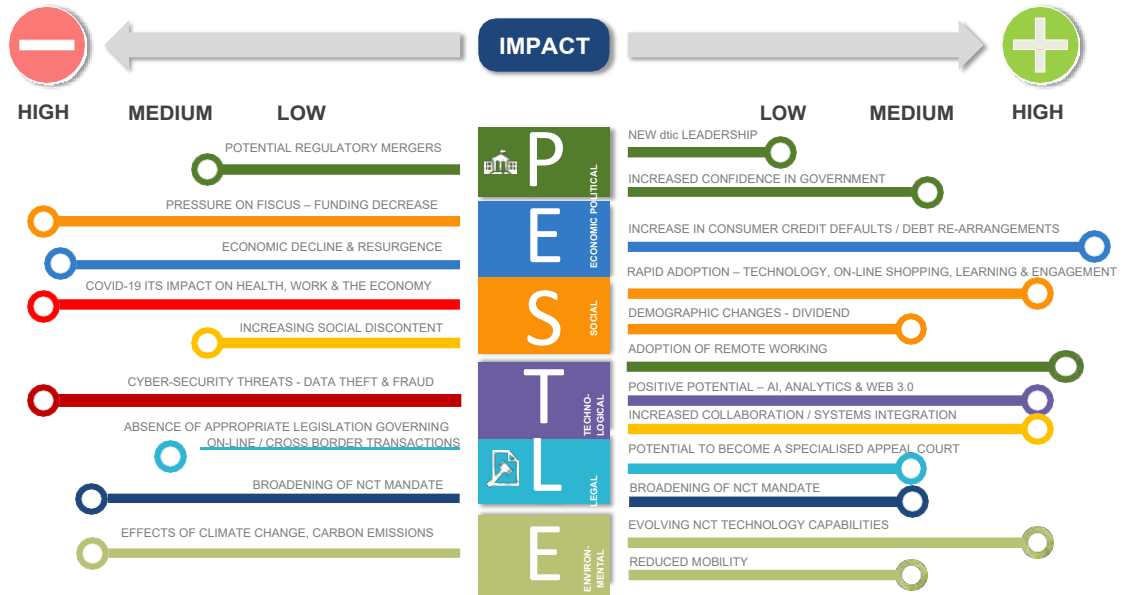 IMPACT
HIGH MEDIUM LOW LOW MEDIUM HIGH
POTENTIAL REGULATORY MERGERS
PRESSURE ON FISCUS – FUNDING DECREASE
ECONOMIC DECLINE & RESURGENCE
COVID-19 ITS IMPACT ON HEALTH, WORK & THE ECONOMY
INCREASING SOCIAL DISCONTENT
CYBER-SECURITY THREATS - DATA THEFT & FRAUD
ABSENCE OF APPROPRIATE LEGISLATION GOVERNING
ON-LINE / CROSS BORDER TRANSACTIONS
BROADENING OF NCT MANDATE
EFFECTS OF CLIMATE CHANGE, CARBON EMISSIONS
P
POLITICAL
E
ECONOMIC
S
SOCIAL
T
TECHNO-
LOGICAL
L
LEGAL
E
ENVIRON-
MENTAL
NEW dtic LEADERSHIP
INCREASED CONFIDENCE IN GOVERNMENT
INCREASE IN CONSUMER CREDIT DEFAULTS / DEBT RE-ARRANGEMENTS
RAPID ADOPTION – TECHNOLOGY, ON-LINE SHOPPING, LEARNING & ENGAGEMENT
DEMOGRAPHIC CHANGES - DIVIDEND
ADOPTION OF REMOTE WORKING
POSITIVE POTENTIAL – AI, ANALYTICS & WEB 3.0
INCREASED COLLABORATION / SYSTEMS INTEGRATION
POTENTIAL TO BECOME A SPECIALISED APPEAL COURT
BROADENING OF NCT MANDATE
EVOLVING NCT TECHNOLOGY CAPABILITIES
REDUCED MOBILITY